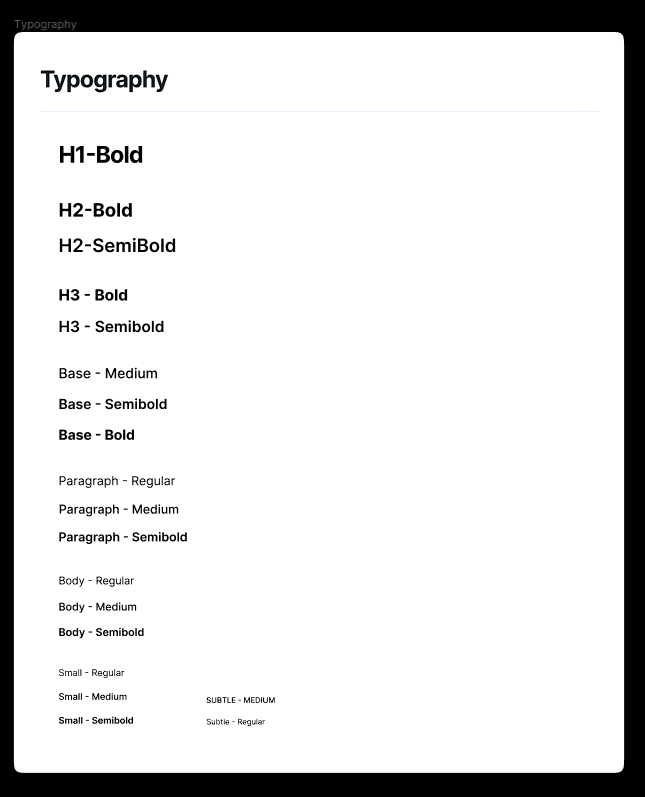 Typography
Typography
H1-Bold
H2-Bold
H2-SemiBold
H3 - Bold
H3 - Semibold
Base - Medium
Base - Semibold
Base - Bold
Paragraph - Regular
Paragraph - Medium
Paragraph - Semibold
Body - Regular
Body - Medium
Body - Semibold
Small - Regular
Small - Medium
Small - Semibold
SUBTLE - MEDIUM
Subtle - Regular